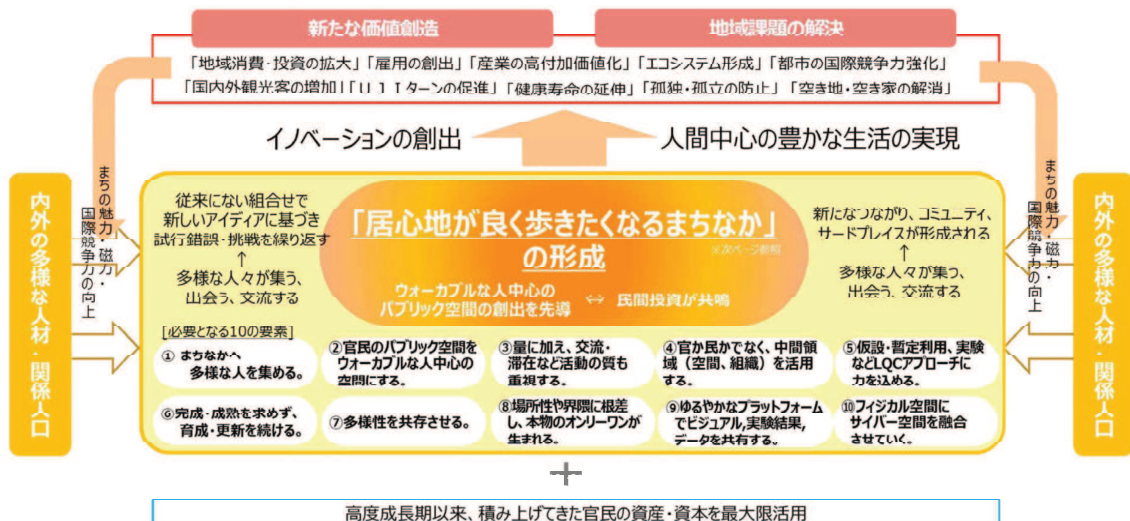 新たな価値創造
地域課題の解決
「地域消費・投資の拡大」「雇用の創出」「産業の高付加価値化」「エコシステム形成」「都市の国際競争力強化」
「国内外観光客の増加」「ＵＩＪターンの促進」「健康寿命の延伸」「孤独・孤立の防止」「空き地・空き家の解消」
イノベーションの創出
人間中心の豊かな生活の実現
まちの魅力・磁力・
国際競争力の向上
まちの魅力・磁力・
国際競争力の向上
内外の多様な人材・関係人口
内外の多様な人材・関係人口
従来にない組合せで
新しいアイディアに基づき
試行錯誤・挑戦を繰り返す
↑
多様な人々が集う、
出会う、交流する
「居心地が良く歩きたくなるまちなか」
の形成
※次ページ参照
ウォーカブルな人中心の
パブリック空間の創出を先導
⇔
民間投資が共鳴
新たなつながり、コミュニティ、
サードプレイスが形成される
↑
多様な人々が集う、
出会う、交流する
[必要となる10の要素]
① まちなかへ
多様な人を集める。
②官民のパブリック空間を
ウォーカブルな人中心の
空間にする。
③量に加え、交流・
滞在など活動の質も
重視する。
④官か民かでなく、中間領
域（空間、組織）を活用
する。
⑤仮設・暫定利用、実験
などLQCアプローチに
力を込める。
⑥完成・成熟を求めず、
育成・更新を続ける。
⑦多様性を共存させる。
⑧場所性や界隈に根差
し、本物のオンリーワンが
生まれる。
⑨ゆるやかなプラットフォーム
でビジュアル,実験結果,
データを共有する。
⑩フィジカル空間に
サイバー空間を融合
させていく。
＋
高度成長期以来、積み上げてきた官民の資産・資本を最大限活用